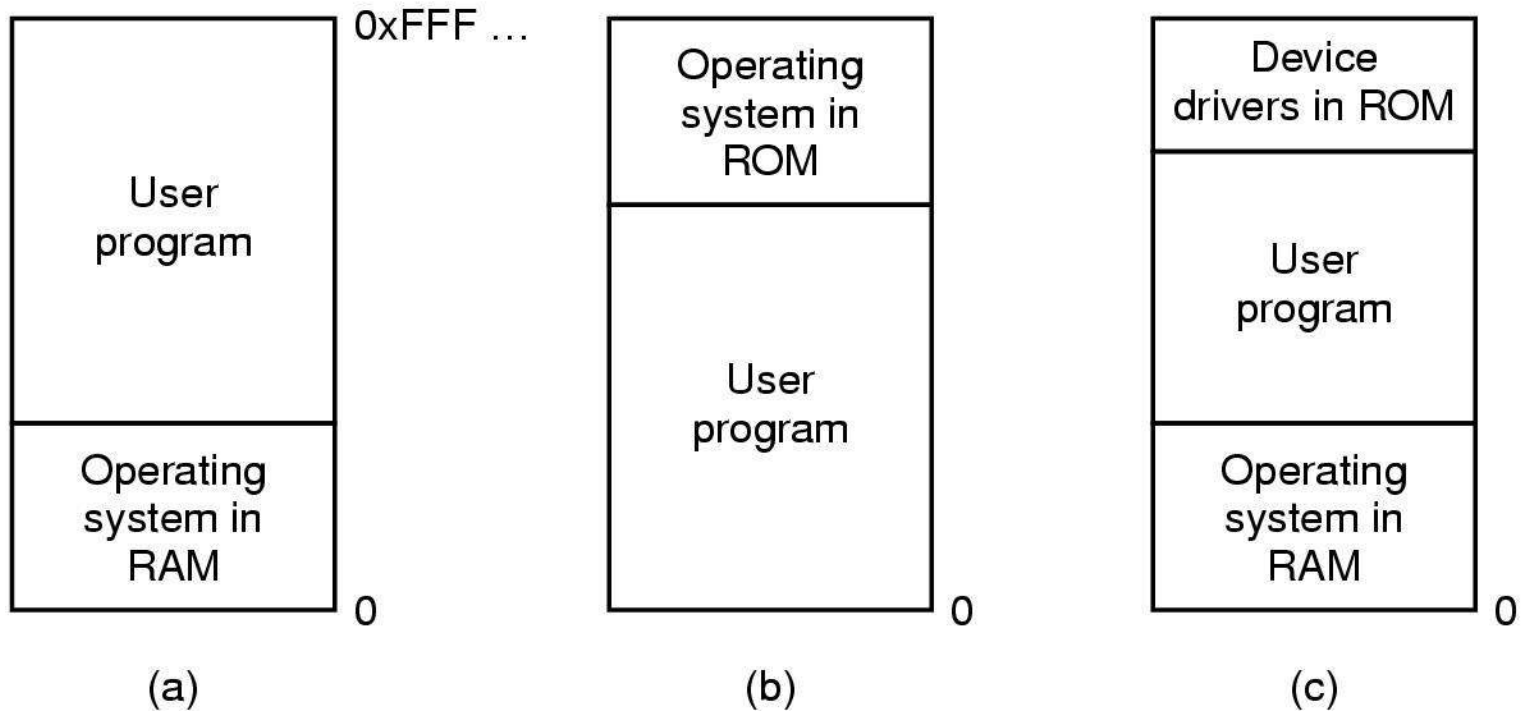 User
program
Operating
system in
RAM
0xFFF …
0
(a)
Operating
system in
ROM
User
program
0
(b)
Device
drivers in ROM
User
program
Operating
system in
RAM
0
(c)